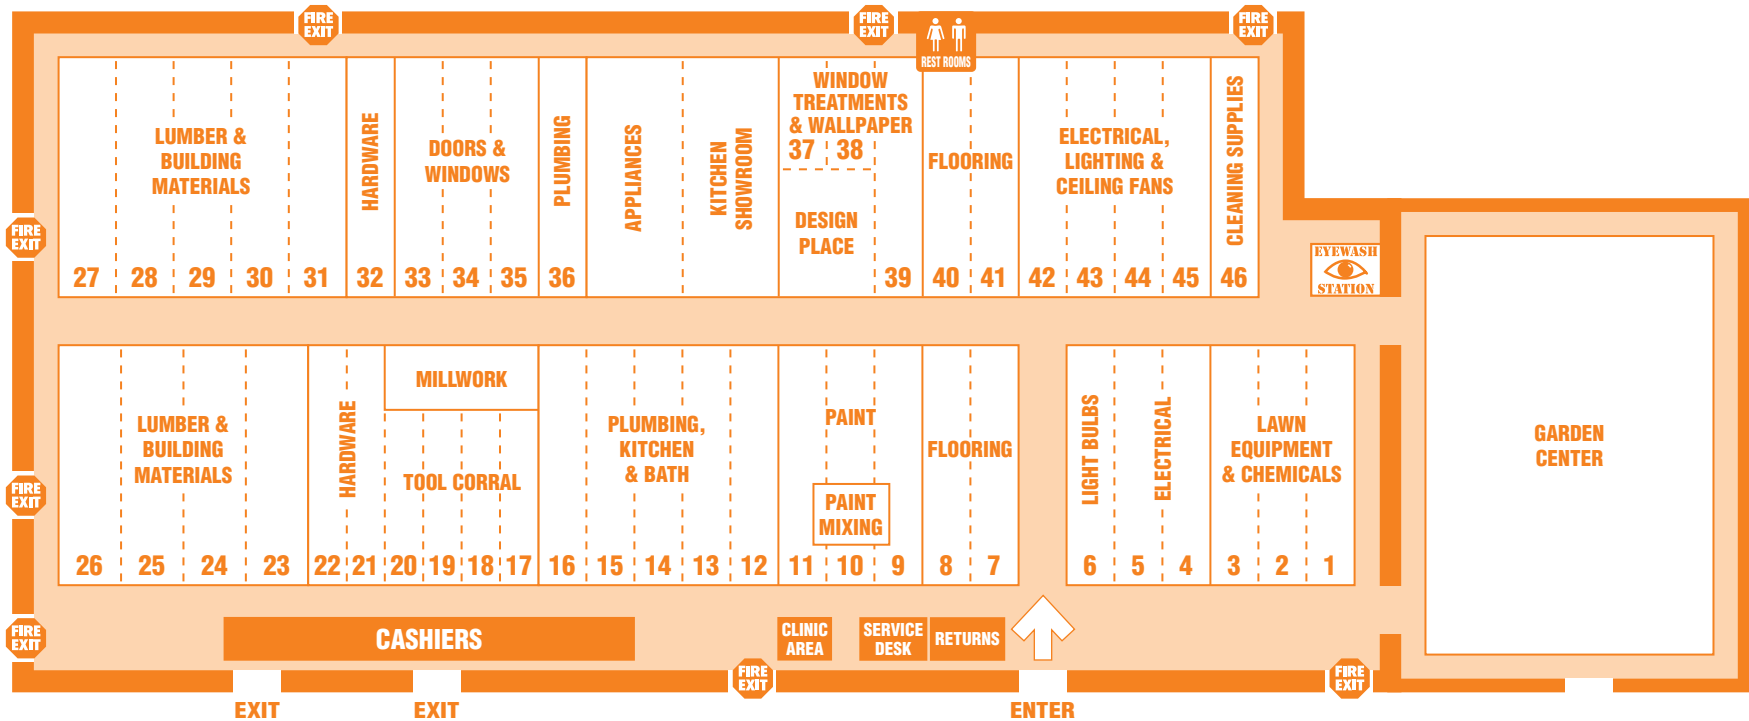 FIRE
EXIT
FIRE
EXIT
REST ROOMS
FIRE
EXIT
LUMBER &
BUILDING
MATERIALS
27 28 29 30 31
HARDWARE
32
DOORS &
WINDOWS
33 34 35
PLUMBING
36
APPLIANCES
KITCHEN
SHOWROOM
WINDOW
TREATMENTS
& WALLPAPER
37 38
DESIGN
PLACE
39
FLOORING
40 41
ELECTRICAL,
LIGHTING &
CEILING FANS
42 43 44 45
CLEANING SUPPLIES
46
FIRE
EXIT
EYEWASH
STATION
LUMBER &
BUILDING
MATERIALS
26 25 24 23
HARDWARE
22 21
MILLWORK
TOOL CORRAL
20 19 18 17
PLUMBING,
KITCHEN
& BATH
16 15 14 13 12
PAINT
PAINT
MIXING
11 10 9
FLOORING
8 7
LIGHT BULBS
6 5
ELECTRICAL
4
LAWN
EQUIPMENT
& CHEMICALS
3 2 1
GARDEN
CENTER
FIRE
EXIT
FIRE
EXIT
CASHIERS
CLINIC
AREA
SERVICE
DESK
RETURNS
FIRE
EXIT
FIRE
EXIT
EXIT
EXIT
ENTER